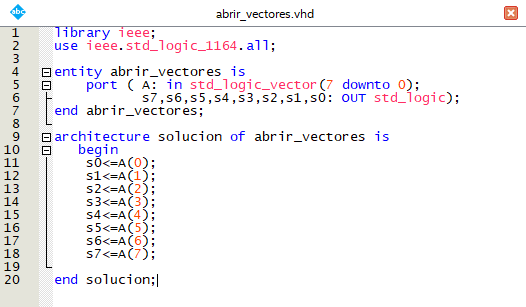 abc
abrir_vectores.vhd
1 library ieee;
2 use ieee.std_logic_1164.all;
3
4 entity abrir_vectores is
5 port ( A: in std_logic_vector(7 downto 0);
6 s7,s6,s5,s4,s3,s2,s1,s0: OUT std_logic);
7 end abrir_vectores;
8
9 architecture solucion of abrir_vectores is
10 begin
11 s0<=A(0);
12 s1<=A(1);
13 s2<=A(2);
14 s3<=A(3);
15 s4<=A(4);
16 s5<=A(5);
17 s6<=A(6);
18 s7<=A(7);
19
20 end solucion;